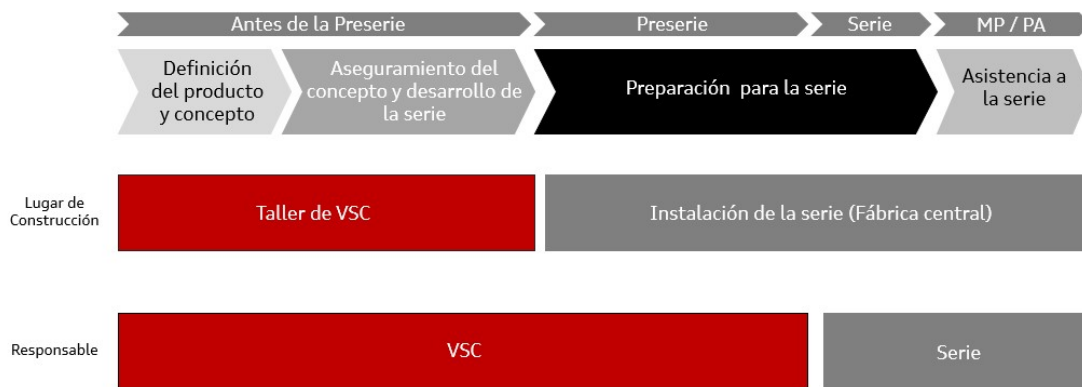 Antes de la Preserie
Preserie
Serie
MP / PA
Definición
del producto
y concepto
Aseguramiento del
concepto y desarrollo de
la serie
Preparación para la serie
Asistencia a
la serie
Lugar de
Construcción
Taller de VSC
Instalación de la serie (Fábrica central)
Responsable
VSC
Serie